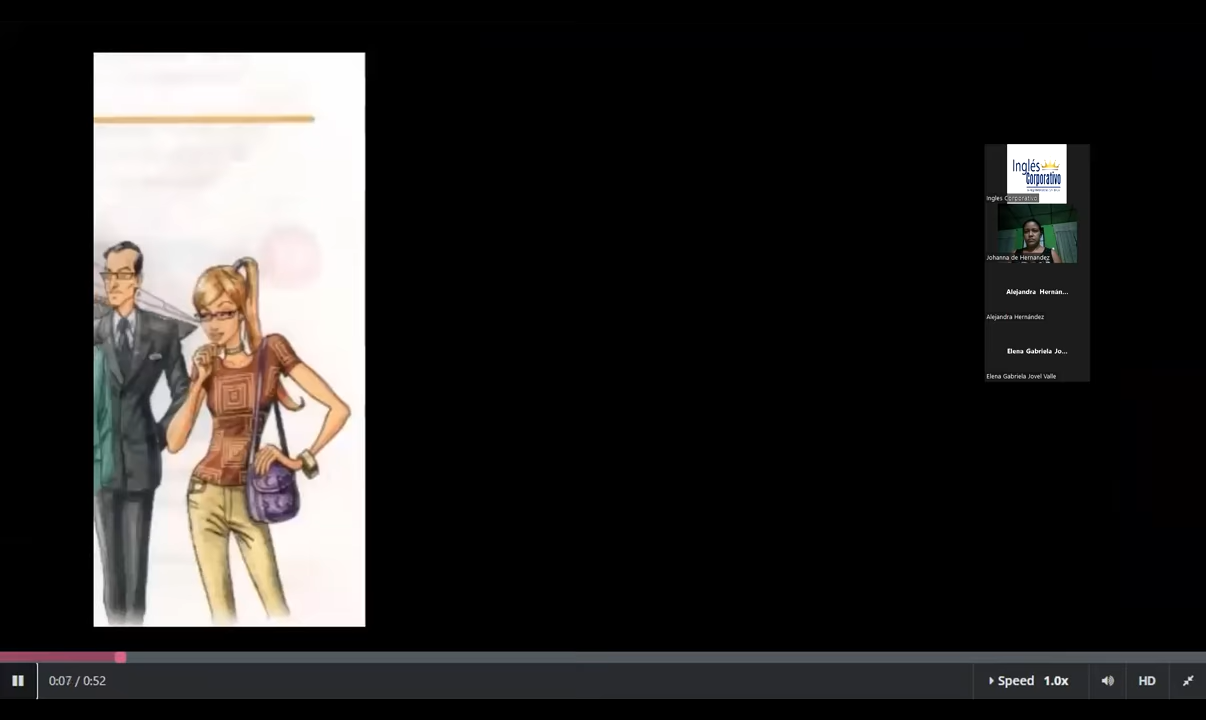 Inglés
Corporativo
Ingles Corporativo
Johanna de Hernandez
Alejandra Hernán...
Alejandra Hernández
Elena Gabriela Jo...
Elena Gabriela Jovel Valle
0:07 / 0:52
Speed 1.0x
HD